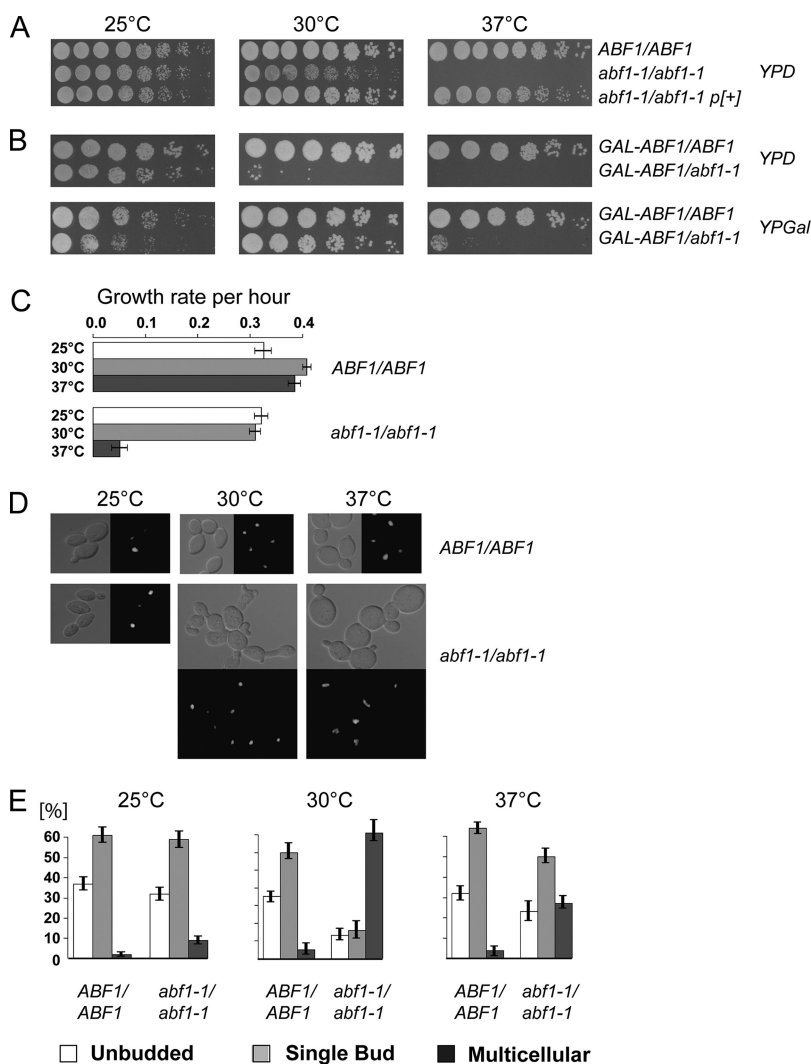 A
25°C 30°C 37°C
ABF1/ABF1
abf1-1/abf1-1 YPD
abf1-1/abf1-1 p[+]
B
GAL-ABF1/ABF1 YPD
GAL-ABF1/abf1-1
GAL-ABF1/ABF1 YPGal
GAL-ABF1/abf1-1
C
Growth rate per hour
0.0 0.1 0.2 0.3 0.4
25°C
30°C ABF1/ABF1
37°C
25°C
30°C abf1-1/abf1-1
37°C
D
25°C 30°C 37°C
ABF1/ABF1
abf1-1/abf1-1
E
[%] 25°C 30°C 37°C
60
50
40
30
20
10
0
ABF1/ abf1-1/ ABF1/ abf1-1/ ABF1/ abf1-1/
ABF1 abf1-1 ABF1 abf1-1 ABF1 abf1-1
Unbudded Single Bud Multicellular